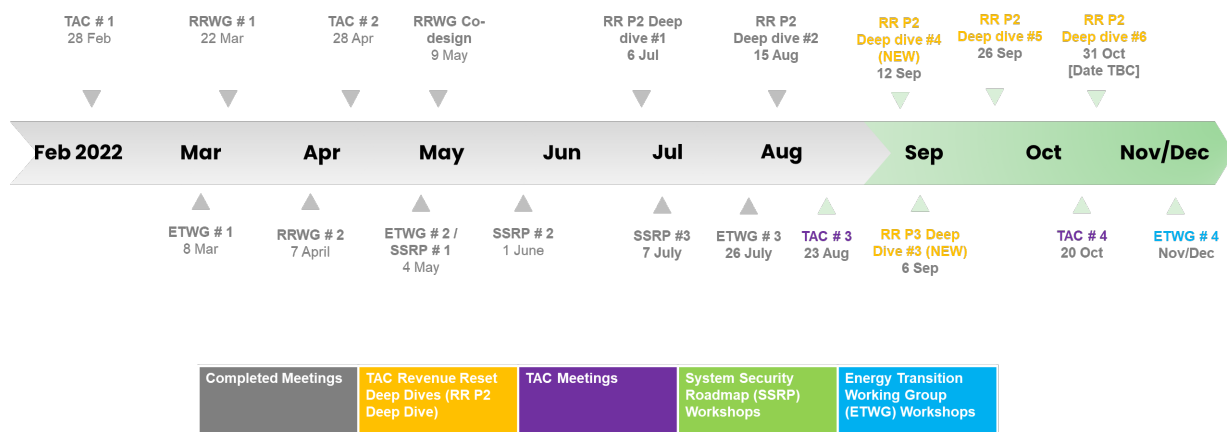 TAC # 1
28 Feb
RRWG # 1
22 Mar
TAC # 2
28 Apr
RRWG Co-
design
9 May
RR P2 Deep
dive #1
6 Jul
RR P2
Deep dive #2
15 Aug
RR P2
Deep dive #4
(NEW)
12 Sep
RR P2
Deep dive #5
26 Sep
RR P2
Deep dive #6
31 Oct
[Date TBC]
Feb 2022
Mar
Apr
May
Jun
Jul
Aug
Sep
Oct
Nov/Dec
ETWG # 1
8 Mar
RRWG # 2
7 April
ETWG # 2 /
SSRP # 1
4 May
SSRP # 2
1 June
SSRP #3
7 July
ETWG # 3
26 July
TAC # 3
23 Aug
RR P3 Deep
Dive #3 (NEW)
6 Sep
TAC # 4
20 Oct
ETWG # 4
Nov/Dec
Completed Meetings
TAC Revenue Reset
Deep Dives (RR P2
Deep Dive)
TAC Meetings
System Security
Roadmap (SSRP)
Workshops
Energy Transition
Working Group
(ETWG) Workshops